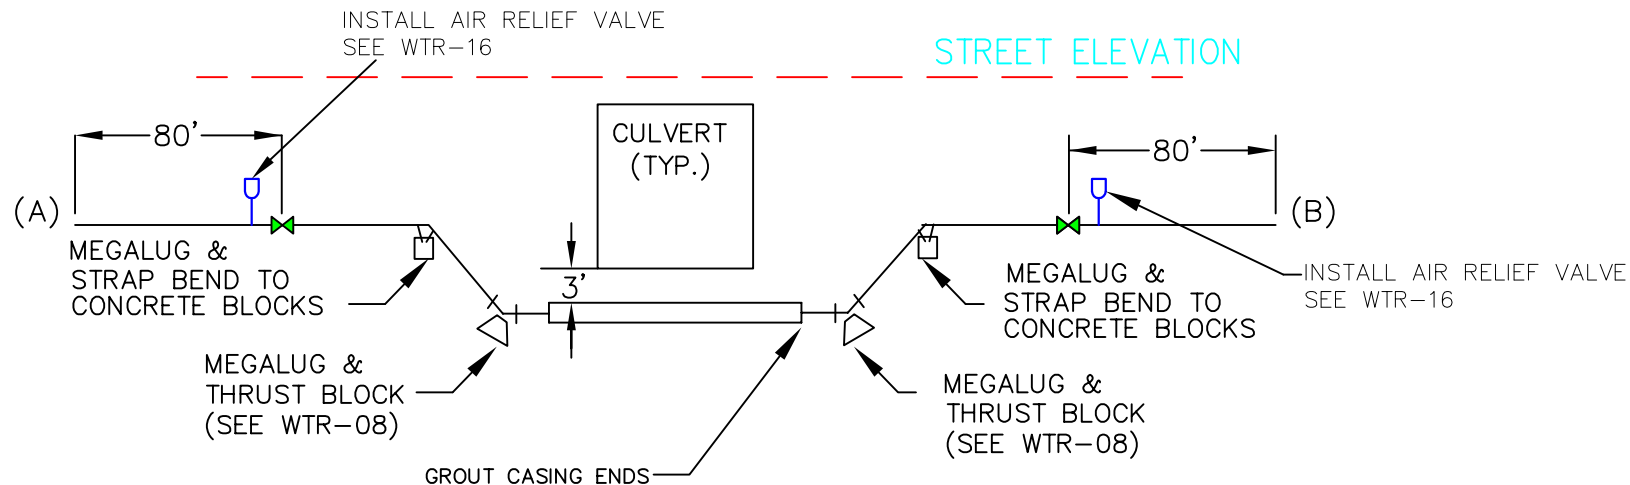 INSTALL AIR RELIEF VALVE
SEE WTR-16
STREET ELEVATION
80'
CULVERT
(TYP.)
80'
(A)
(B)
MEGALUG &
STRAP BEND TO
CONCRETE BLOCKS
3'
MEGALUG &
STRAP BEND TO
CONCRETE BLOCKS
INSTALL AIR RELIEF VALVE
SEE WTR-16
MEGALUG &
THRUST BLOCK
(SEE WTR-08)
MEGALUG &
THRUST BLOCK
(SEE WTR-08)
GROUT CASING ENDS